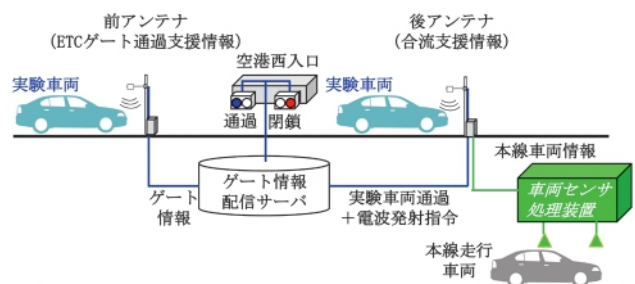 前アンテナ
(ETCゲート通過支援情報)
後アンテナ
(合流支援情報)
空港西入口
実験車両
実験車両
通過 閉鎖
本線車両情報
ゲート
情報
ゲート情報
配信サーバ
実験車両通過
+電波発射指令
車両センサ
処理装置
本線走行
車両